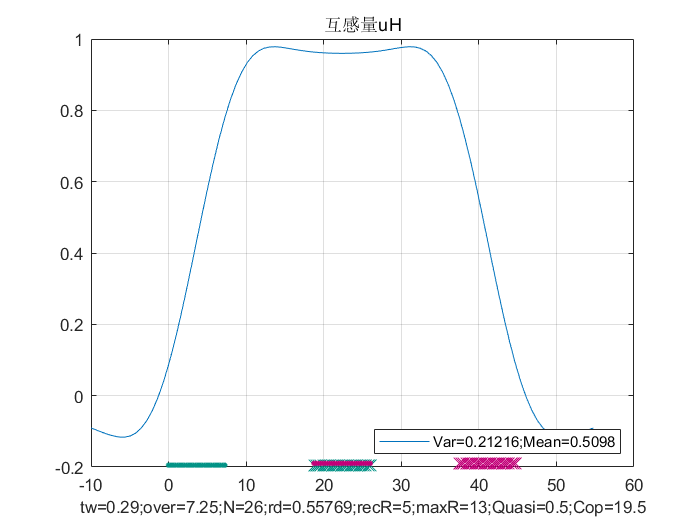 互感量uH
1
0.8
0.6
0.4
0.2
0
-0.2
Var=0.21216;Mean=0.5098
-10 0 10 20 30 40 50 60
tw=0.29;over=7.25;N=26;rd=0.55769;recR=5;maxR=13;Quasi=0.5;Cop=19.5